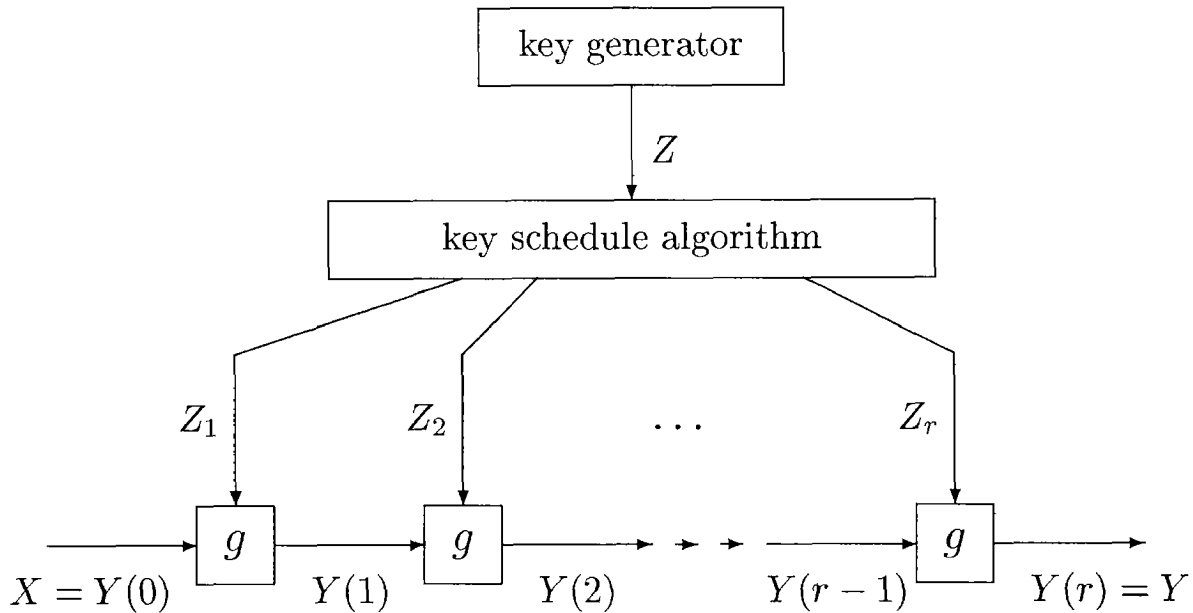 key generator
Z
key schedule algorithm
Z_1 Z_2 ... Z_r
g g g
X = Y(0) Y(1) Y(2) Y(r − 1) Y(r) = Y